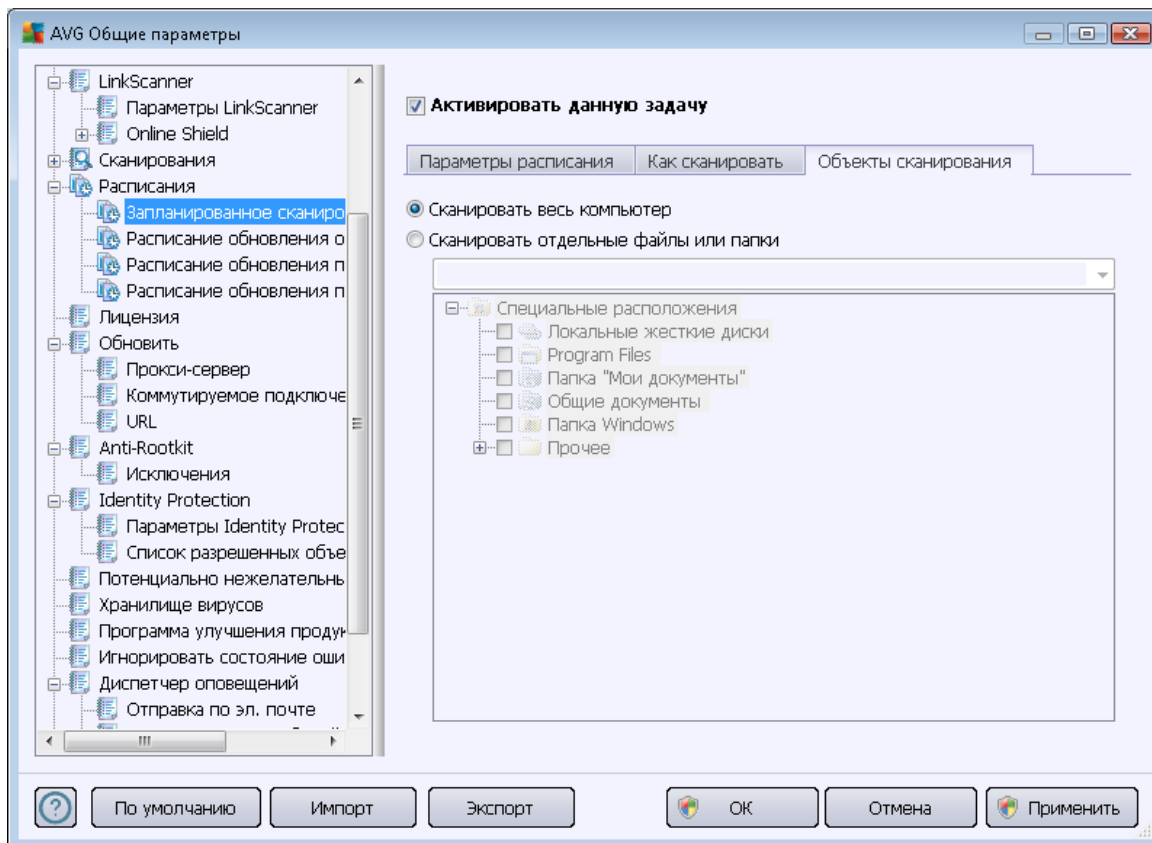 AVG Общие параметры
LinkScanner
Параметры LinkScanner
Online Shield
Сканирования
Расписания
Запланированное сканиро
Расписание обновления о
Расписание обновления п
Расписание обновления п
Лицензия
Обновить
Прокси-сервер
Коммутируемое подключе
URL
Anti-Rootkit
Исключения
Identity Protection
Параметры Identity Protec
Список разрешенных объе
Потенциально нежелательнь
Хранилище вирусов
Программа улучшения продук
Игнорировать состояние оши
Диспетчер оповещений
Отправка по эл. почте
Активировать данную задачу
Параметры расписания
Как сканировать
Объекты сканирования
Сканировать весь компьютер
Сканировать отдельные файлы или папки
Специальные расположения
Локальные жесткие диски
Program Files
Папка "Мои документы"
Общие документы
Папка Windows
Прочее
По умолчанию
Импорт
Экспорт
OK
Отмена
Применить